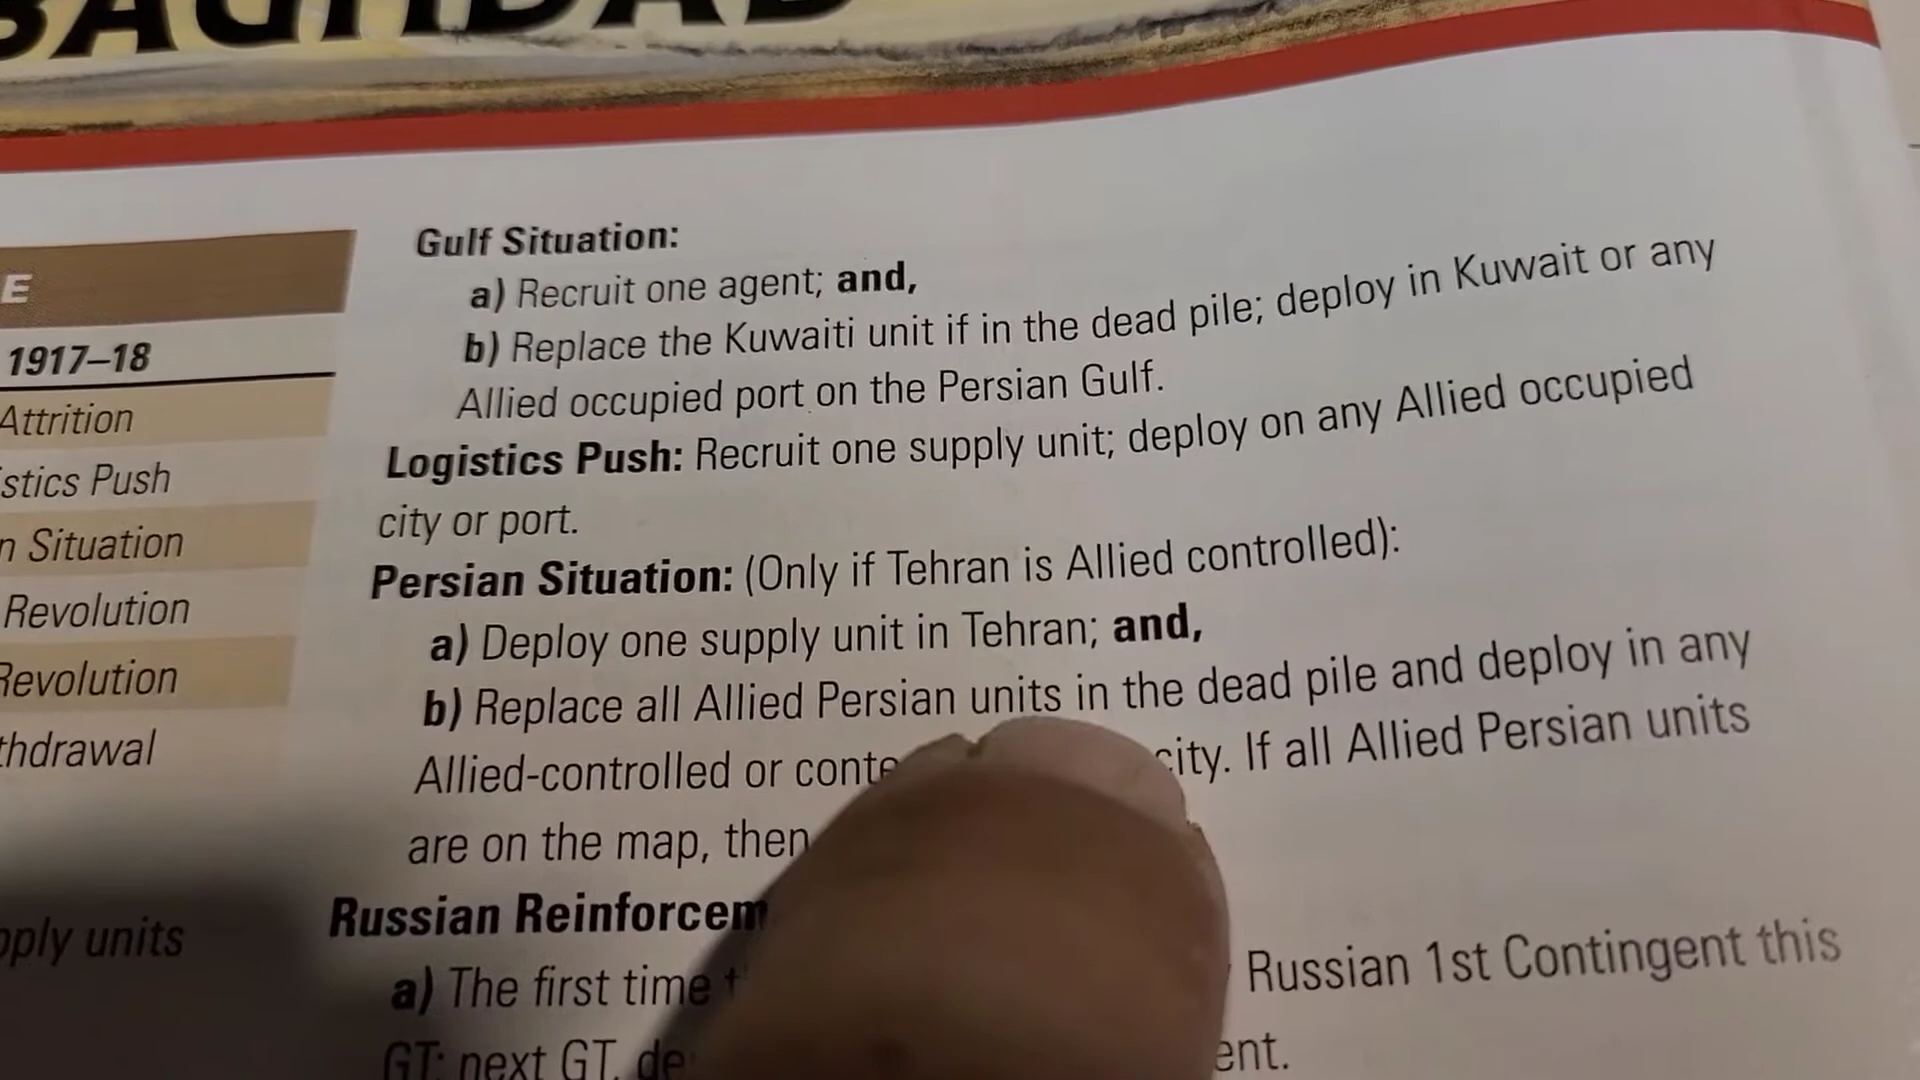 BAGHDAD
E
1917–18
Attrition
stics Push
n Situation
Revolution
Revolution
thdrawal
pply units
Gulf Situation:
a) Recruit one agent; and,
b) Replace the Kuwaiti unit if in the dead pile; deploy in Kuwait or any
Allied occupied port on the Persian Gulf.
Logistics Push: Recruit one supply unit; deploy on any Allied occupied
city or port.
Persian Situation: (Only if Tehran is Allied controlled):
a) Deploy one supply unit in Tehran; and,
b) Replace all Allied Persian units in the dead pile and deploy in any
Allied-controlled or conte city. If all Allied Persian units
are on the map, then
Russian Reinforcem
a) The first time t Russian 1st Contingent this
GT; next GT, de ent.